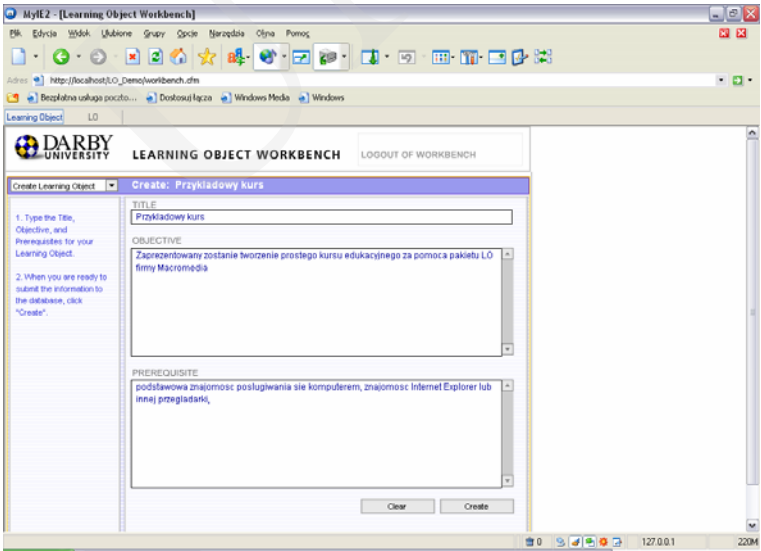 MyIE2 - [Learning Object Workbench]
Plik Edycja Widok Ulubione Grupy Opcje Narzędzia Okna Pomoc
Adres http://localhost/LO_Demo/workbench.cfm
Bezpłatna usługa poczto... Dostosuj łącza Windows Media Windows
Learning Object LO
DARBY
UNIVERSITY
LEARNING OBJECT WORKBENCH LOGOUT OF WORKBENCH
Create Learning Object Create: Przykladowy kurs
1. Type the Title,
Objective, and
Prerequisites for your
Learning Object.
2. When you are ready to
submit the information to
the database, click
"Create".
TITLE
Przykladowy kurs
OBJECTIVE
Zaprezentowany zostanie tworzenie prostego kursu edukacyjnego za pomoca pakietu LO
firmy Macromedia
PREREQUISITE
podstawowa znajomosc poslugiwania sie komputerem, znajomosc Internet Explorer lub
innej przegladarki,
Clear Create
0 127.0.0.1 220M